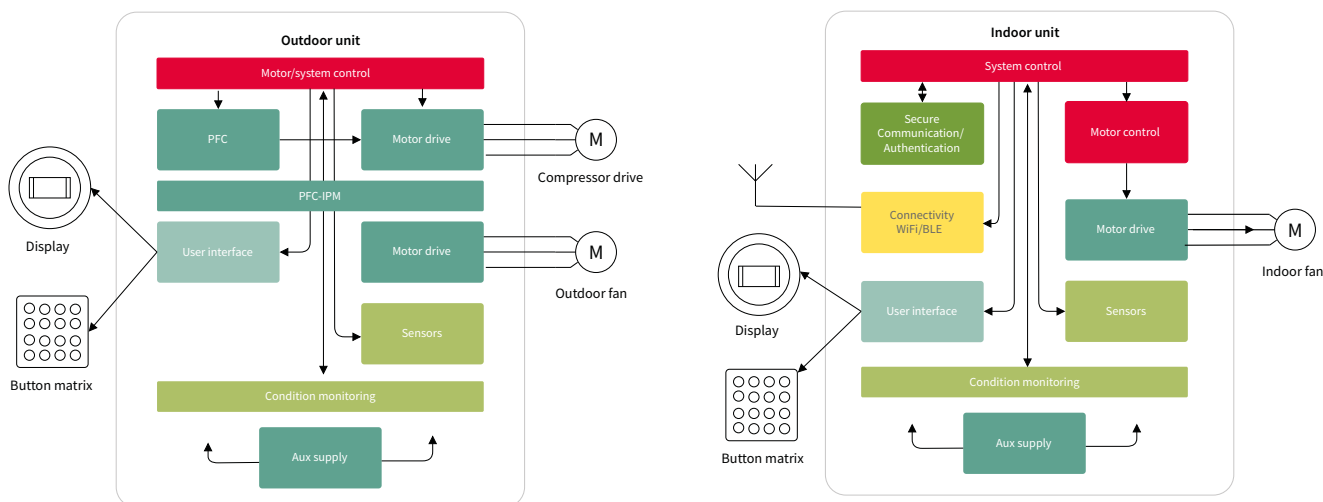 Outdoor unit
Motor/system control
PFC
Motor drive
M
Compressor drive
PFC-IPM
Display
User interface
Motor drive
M
Outdoor fan
Sensors
Button matrix
Condition monitoring
Aux supply
Indoor unit
System control
Secure
Communication/
Authentication
Motor control
Connectivity
WiFi/BLE
Motor drive
M
Indoor fan
Display
User interface
Sensors
Condition monitoring
Button matrix
Aux supply